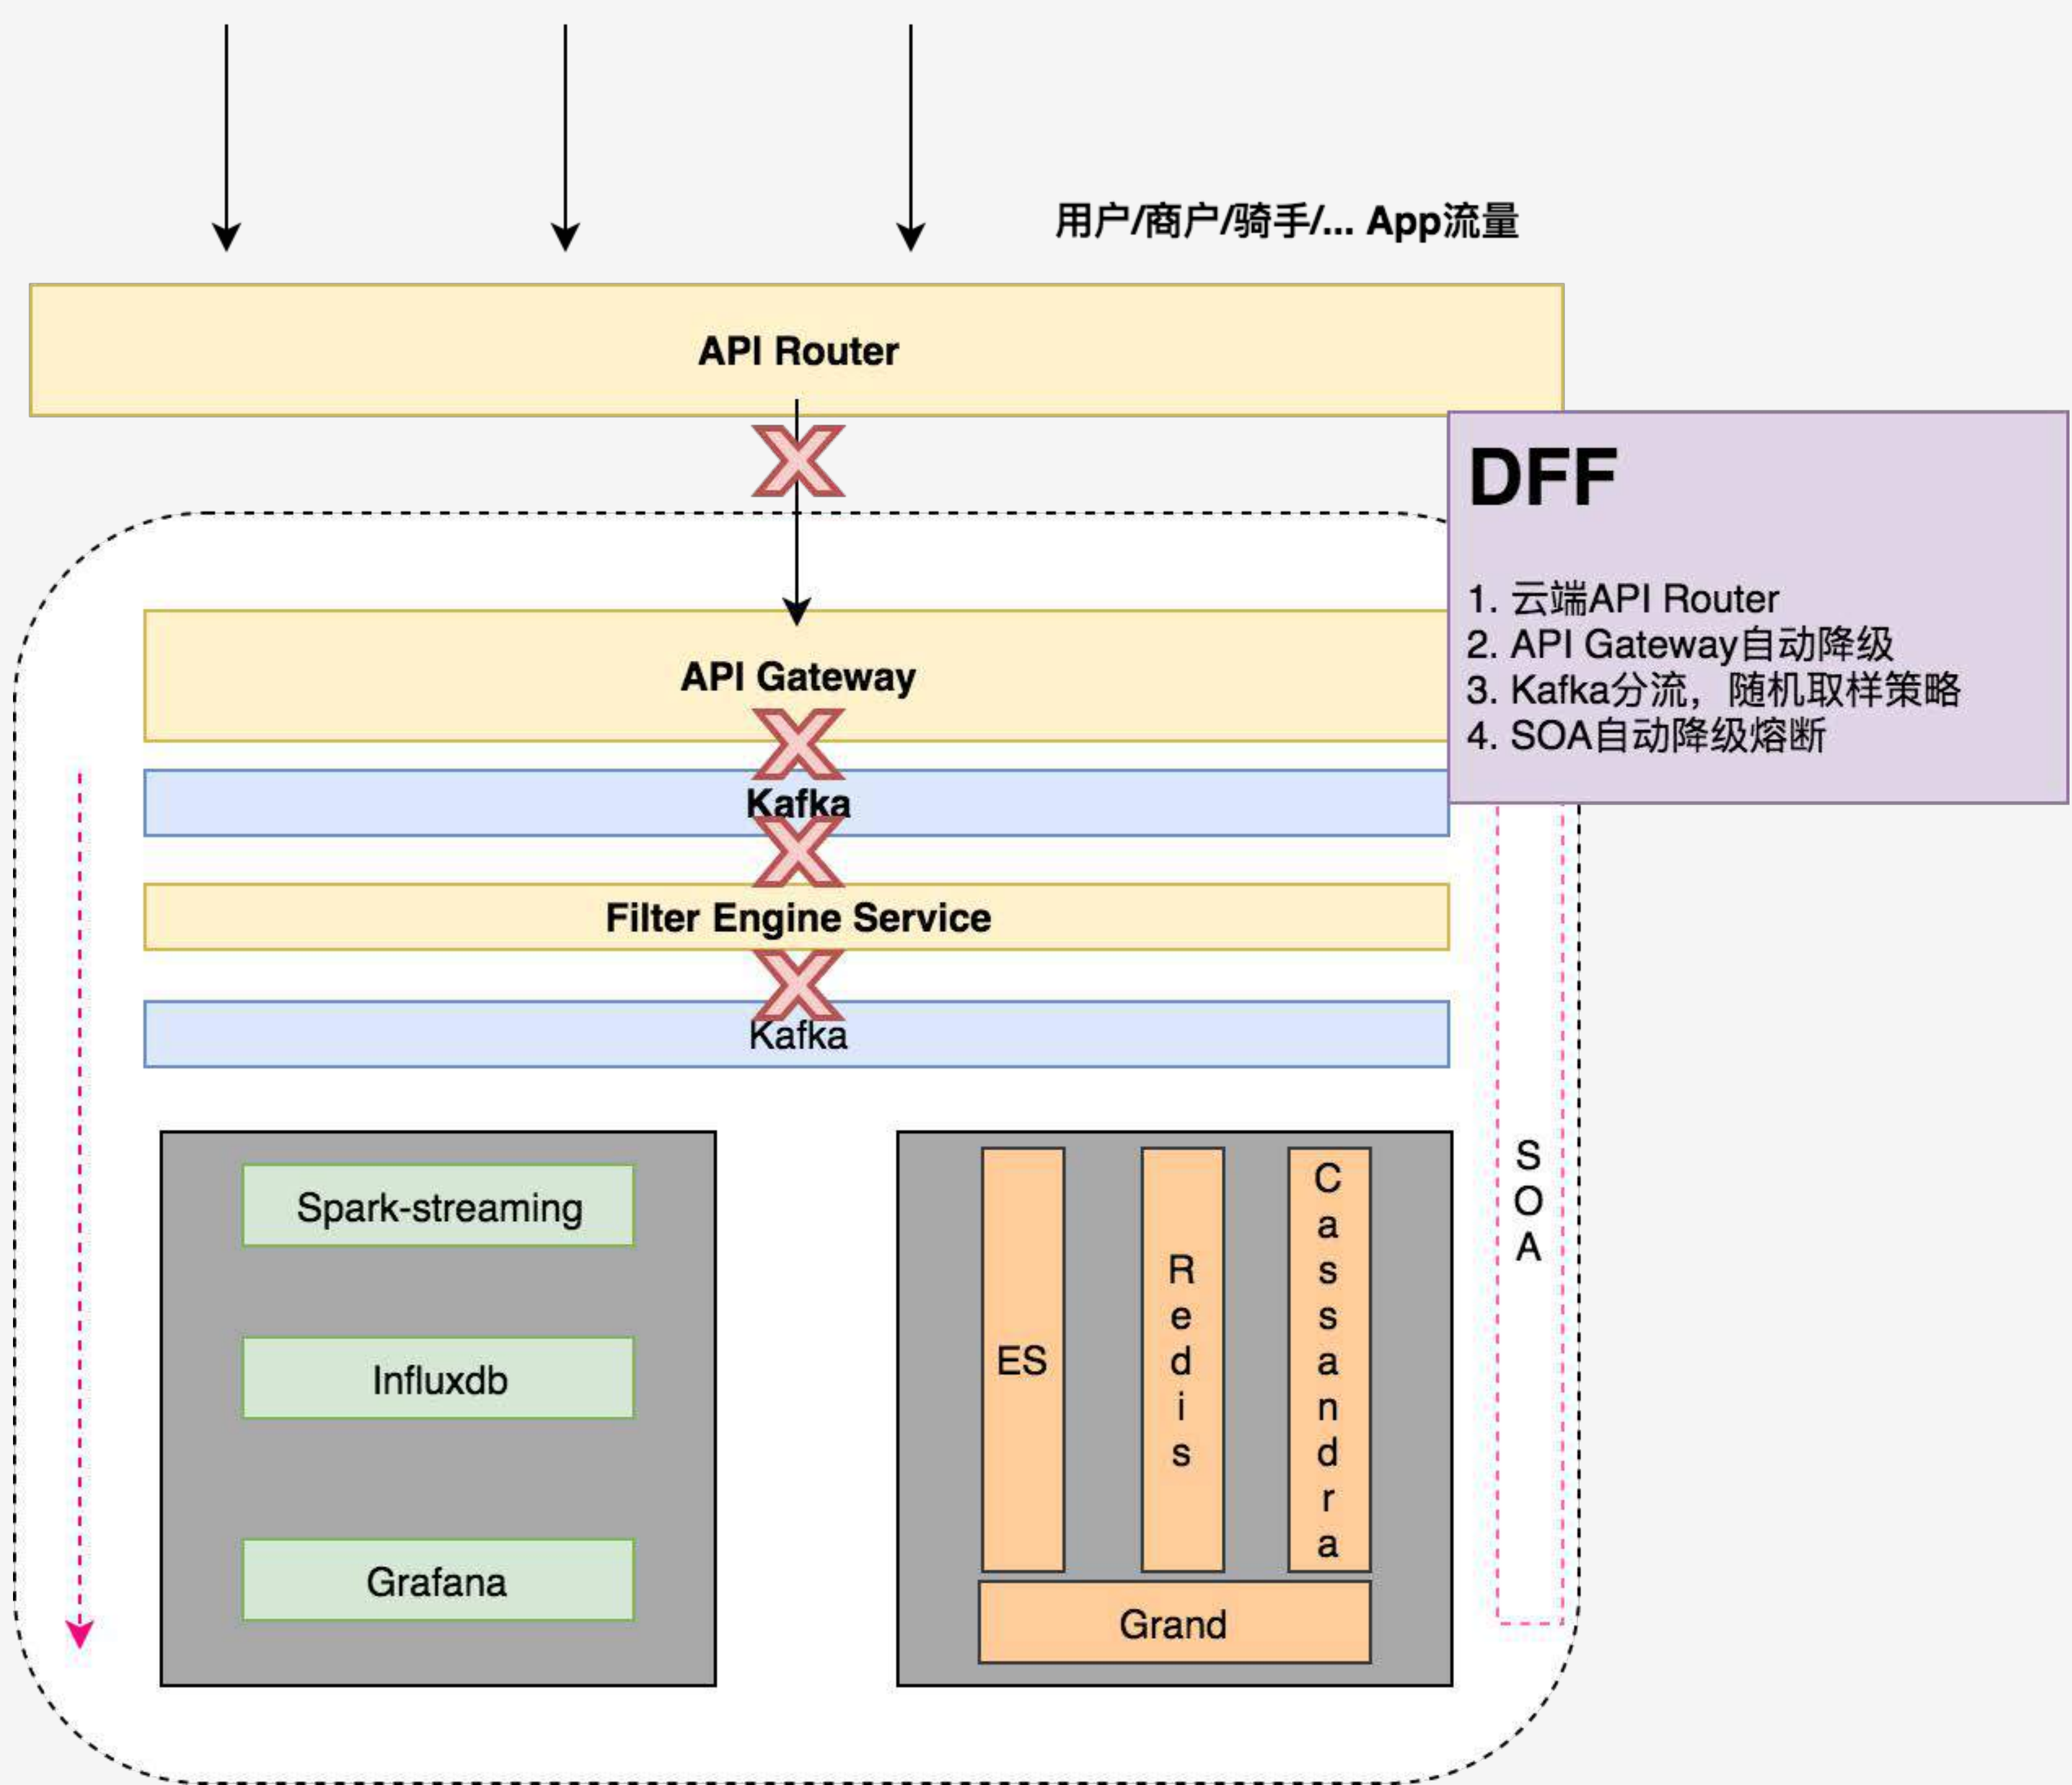 用户/商户/骑手/... App流量
API Router
DFF
1. 云端API Router
2. API Gateway自动降级
3. Kafka分流，随机取样策略
4. SOA自动降级熔断
API Gateway
Kafka
Filter Engine Service
Kafka
Spark-streaming
Influxdb
Grafana
ES
Redis
Cassandra
Grand
SOA